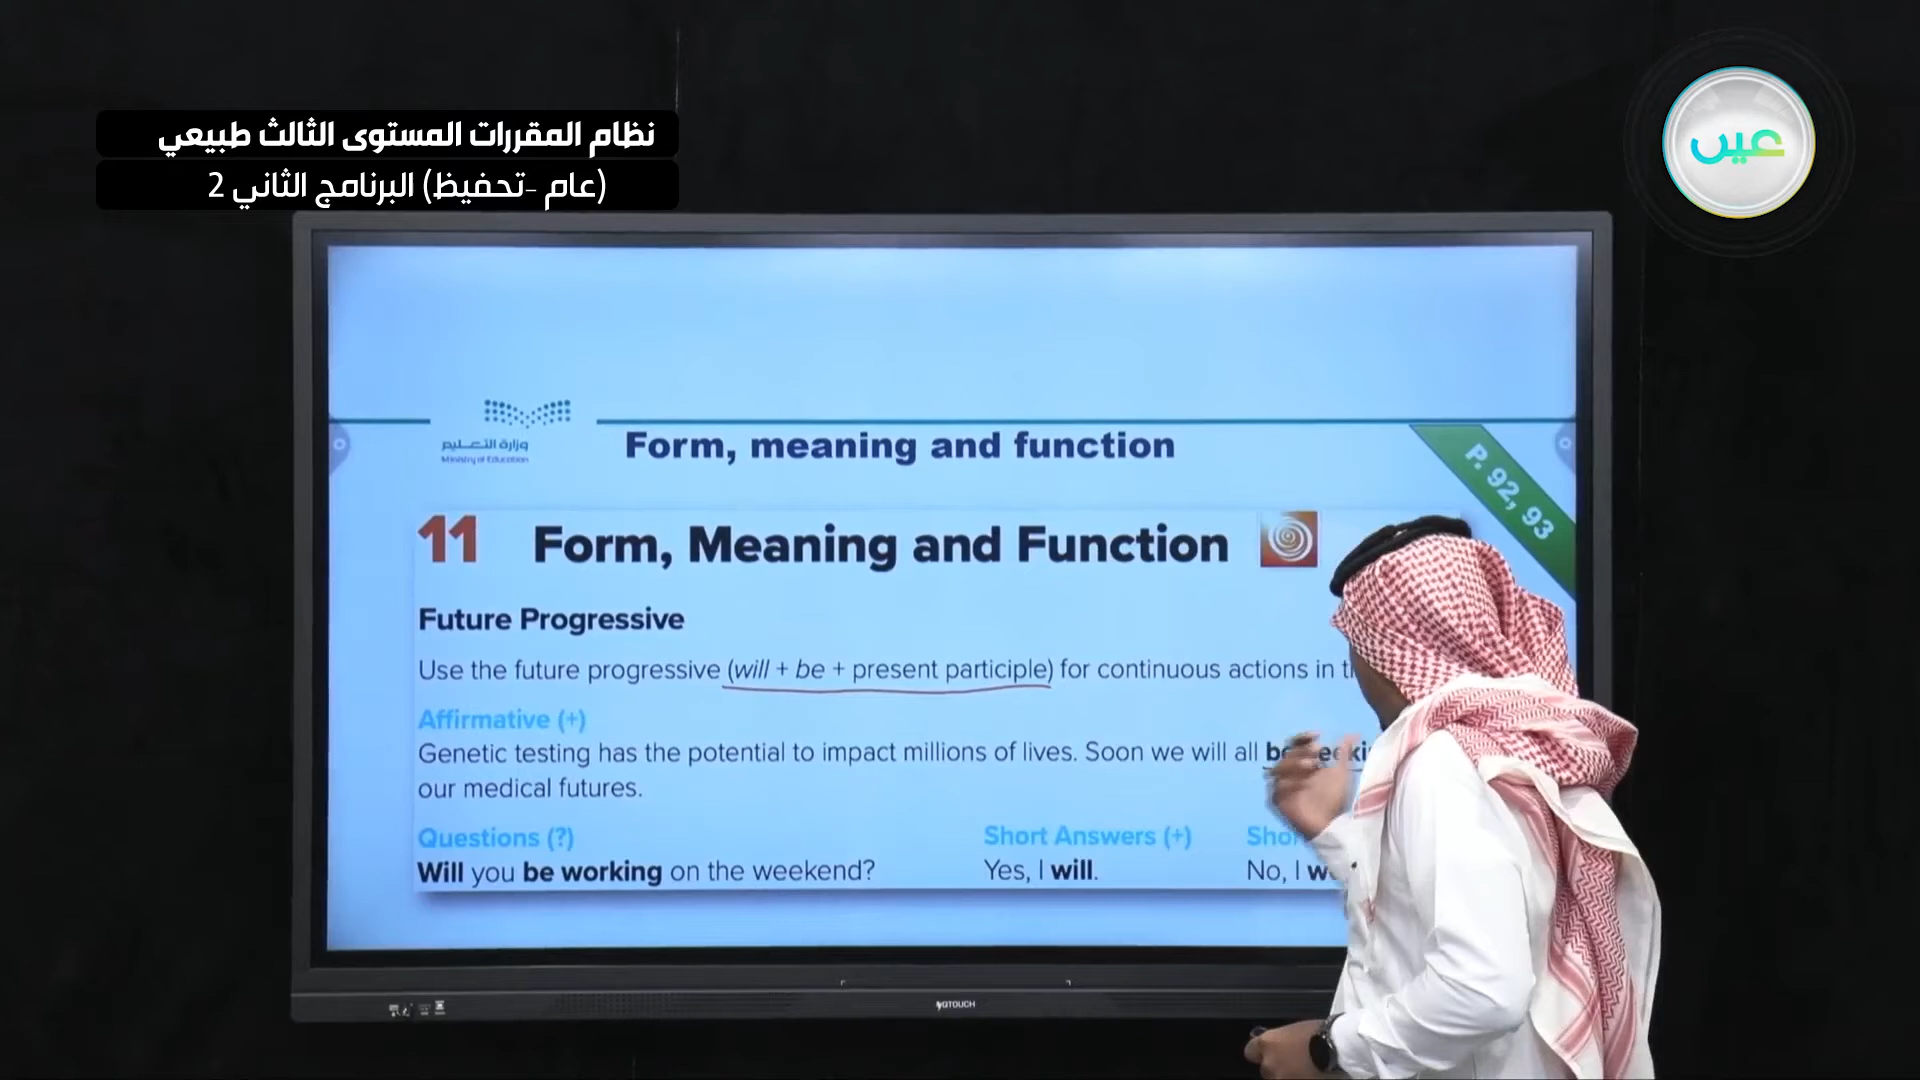 نظام المقررات المستوى الثالث طبيعي
(عام -تحفيظ) البرنامج الثاني 2
عين
وزارة التعليم
Ministry of Education
Form, meaning and function
P. 92, 93
11 Form, Meaning and Function
Future Progressive
Use the future progressive (will + be + present participle) for continuous actions in
Affirmative (+)
Genetic testing has the potential to impact millions of lives. Soon we will all
our medical futures.
Questions (?) Short Answers (+)
Will you be working on the weekend? Yes, I will. No, I
QTOUCH